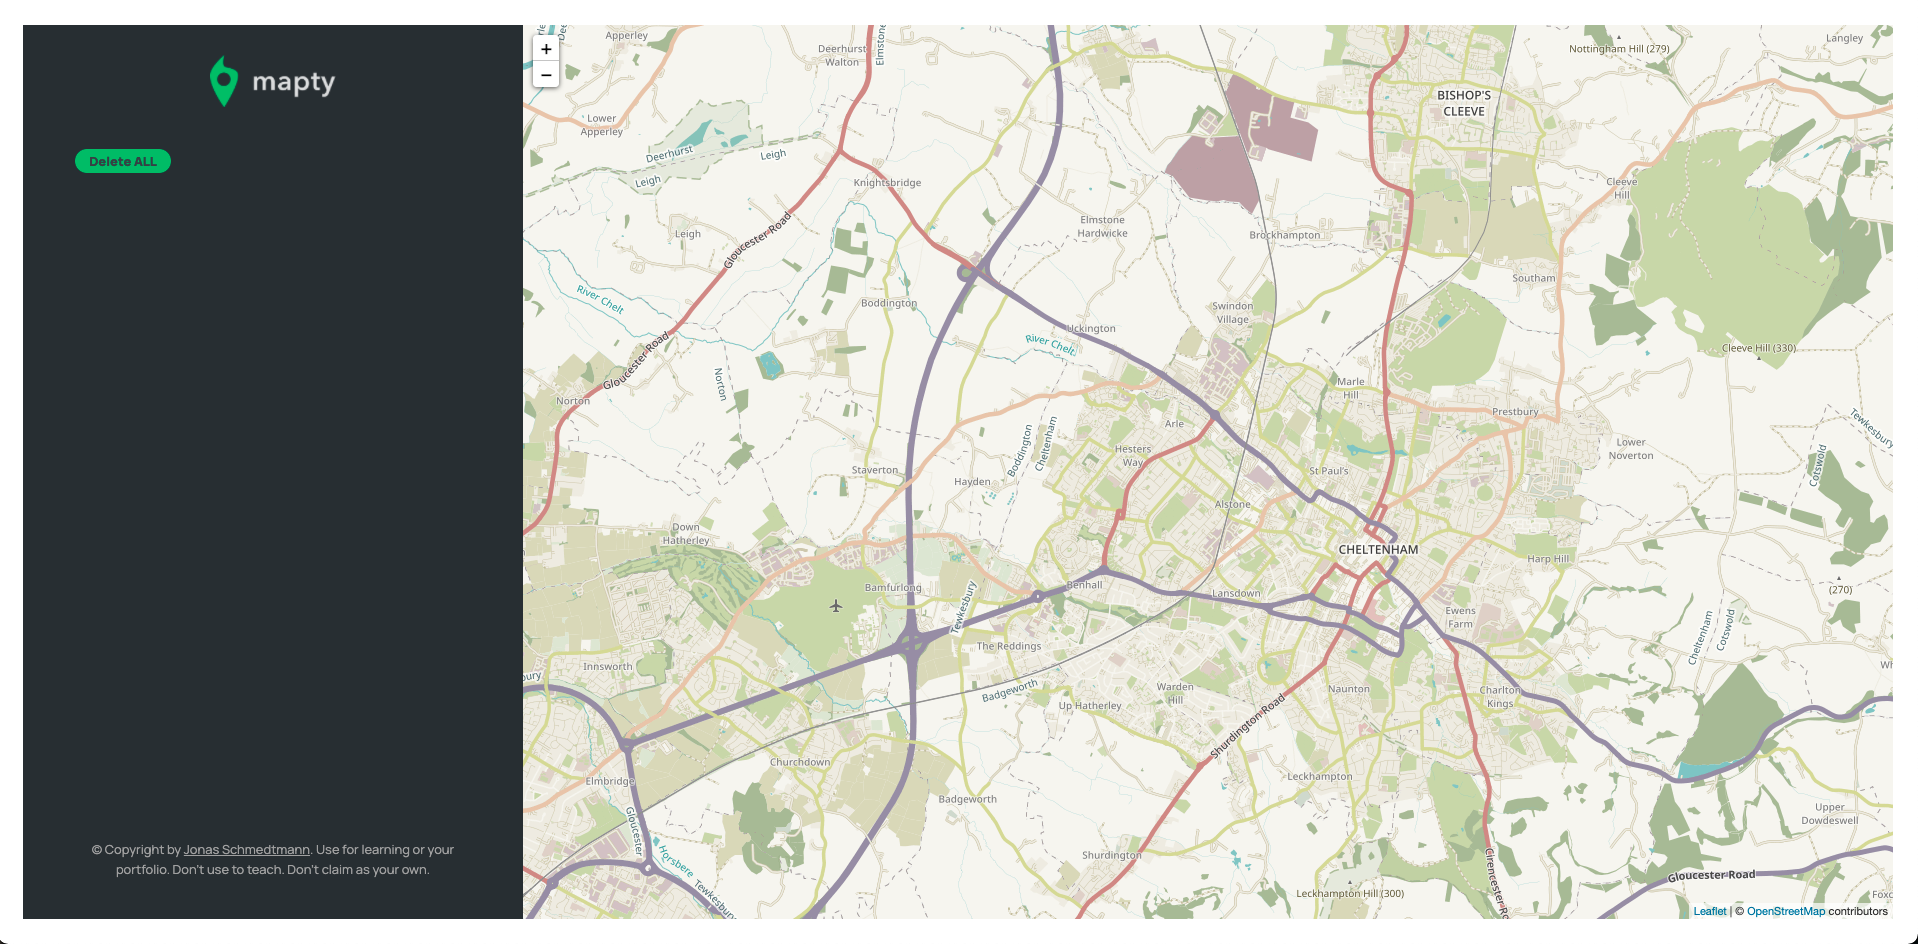 mapty
Delete ALL
© Copyright by Jonas Schmedtmann. Use for learning or your
portfolio. Don't use to teach. Don't claim as your own.
+
−
Apperley
Deerhurst
Walton
Elmstone
Nottingham Hill (279)
Langley
BISHOP'S
CLEEVE
Lower
Apperley
Deerhurst
Leigh
Leigh
Knightsbridge
Cleeve
Hill
Gloucester Road
Leigh
Elmstone
Hardwicke
Brockhampton
Southam
River Chelt
Boddington
Swindon
Village
Uckington
River Chelt
Cleeve Hill (330)
Gloucester Road
Norton
Norton
Marle
Hill
Prestbury
Tewkesbury
Arle
Boddington
Cheltenham
Hesters
Way
Lower
Noverton
Cotswold
Staverton
Hayden
St Paul's
Alstone
Down
Hatherley
CHELTENHAM
Harp Hill
Bamfurlong
Benhall
Lansdown
(270)
Tewkesbury
Ewens
Farm
Cheltenham
Cotswold
The Reddings
Innsworth
bury
Badgeworth
Warden
Hill
Naunton
Charlton
Kings
Up Hatherley
Shurdington Road
Churchdown
Leckhampton
Elmbridge
Badgeworth
Gloucester
Upper
Dowdeswell
Shurdington
Horsbere
Tewkesbury
Cirencester Ro
Gloucester Road
Leckhampton Hill (300)
Foxc
Leaflet | © OpenStreetMap contributors